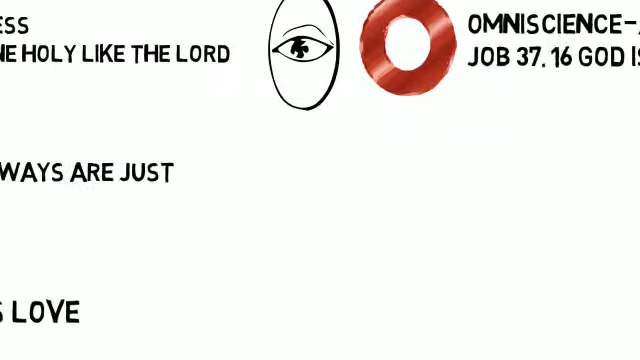 ESS
NE HOLY LIKE THE LORD
WAYS ARE JUST
S LOVE
OMNISCIENCE-
JOB 37. 16 GOD IS